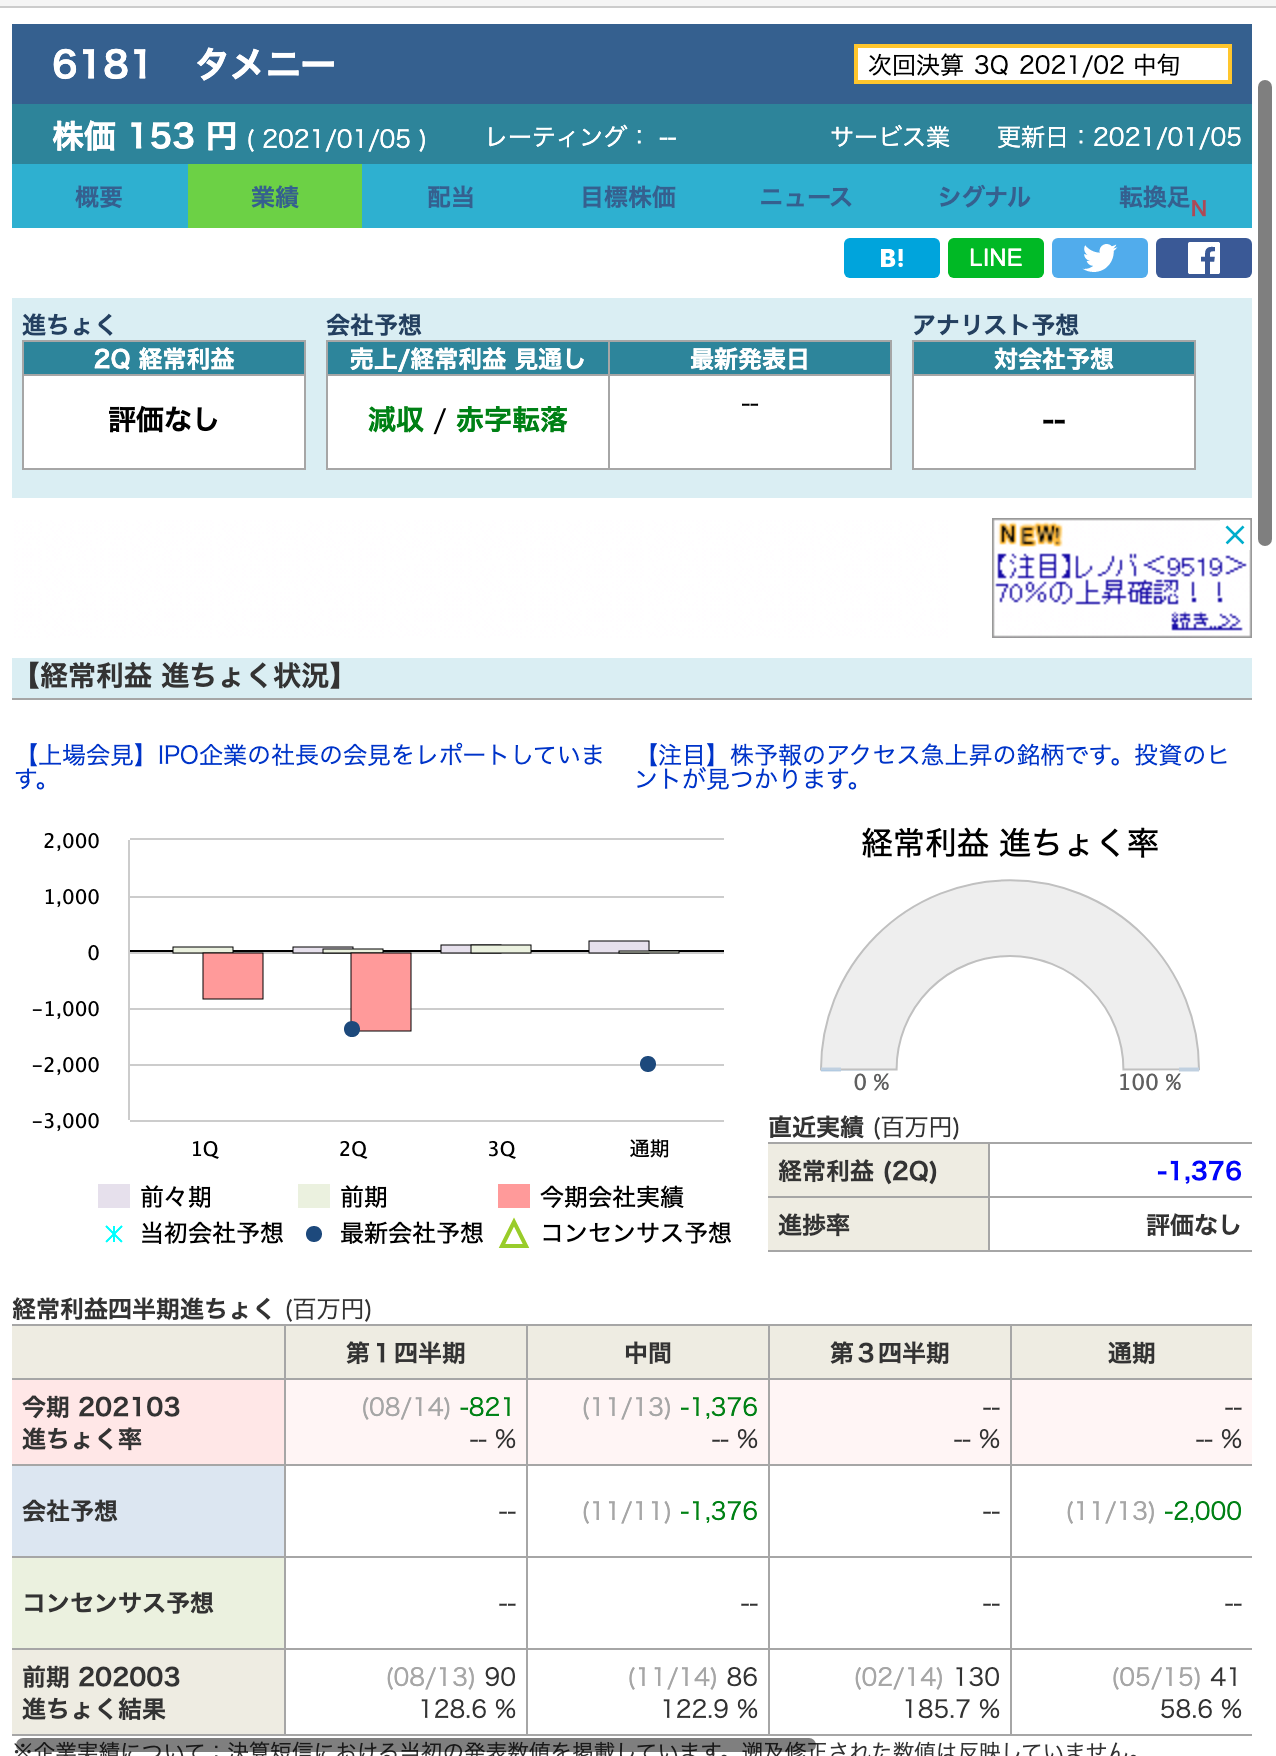 6181 タメニー
次回決算 3Q 2021/02 中旬
株価 153 円 ( 2021/01/05 ) レーティング： -- サービス業 更新日：2021/01/05
概要 業績 配当 目標株価 ニュース シグナル 転換足N
B! LINE
進ちょく 会社予想 アナリスト予想
2Q 経常利益 売上/経常利益 見通し 最新発表日 対会社予想
評価なし 減収 / 赤字転落 -- --
NEW!
【注目】レノバ<9519>
70%の上昇確認！！
続き..>>
【経常利益 進ちょく状況】
【上場会見】IPO企業の社長の会見をレポートしていま
す。
【注目】株予報のアクセス急上昇の銘柄です。投資のヒ
ントが見つかります。
2,000
1,000
0
-1,000
-2,000
-3,000
1Q 2Q 3Q 通期
前々期 前期 今期会社実績
当初会社予想 最新会社予想 コンセンサス予想
経常利益 進ちょく率
0 % 100 %
直近実績 (百万円)
経常利益 (2Q) -1,376
進捗率 評価なし
経常利益四半期進ちょく (百万円)
第１四半期 中間 第３四半期 通期
今期 202103 (08/14) -821 (11/13) -1,376 -- --
進ちょく率 -- % -- % -- % -- %
会社予想 -- (11/11) -1,376 -- (11/13) -2,000
コンセンサス予想 -- -- -- --
前期 202003 (08/13) 90 (11/14) 86 (02/14) 130 (05/15) 41
進ちょく結果 128.6 % 122.9 % 185.7 % 58.6 %
※企業実績について：決算短信における当初の発表数値を掲載しています。遡及修正された数値は反映していません。